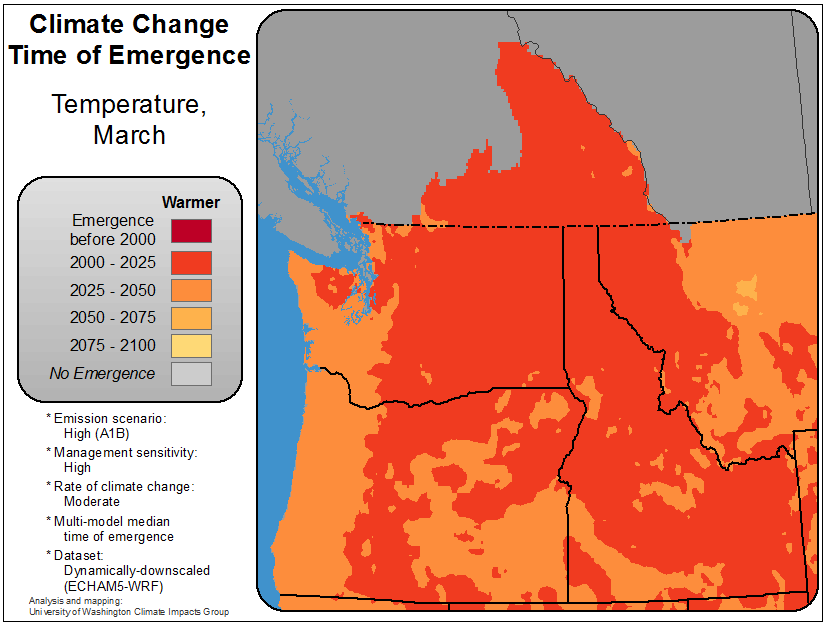 Climate Change
Time of Emergence
Temperature,
March
Warmer
Emergence
before 2000
2000 - 2025
2025 - 2050
2050 - 2075
2075 - 2100
No Emergence
* Emission scenario:
High (A1B)
* Management sensitivity:
High
* Rate of climate change:
Moderate
* Multi-model median
time of emergence
* Dataset:
Dynamically-downscaled
(ECHAM5-WRF)
Analysis and mapping:
University of Washington Climate Impacts Group